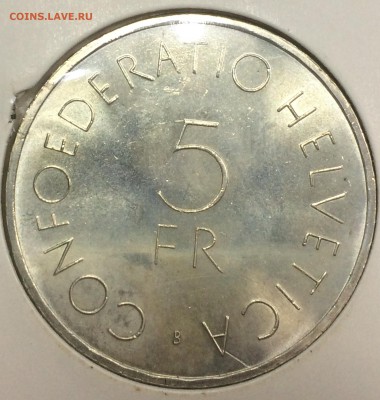 COINS.LAVE.RU
CONFOEDERATIO HELVETICA
5
FR
B